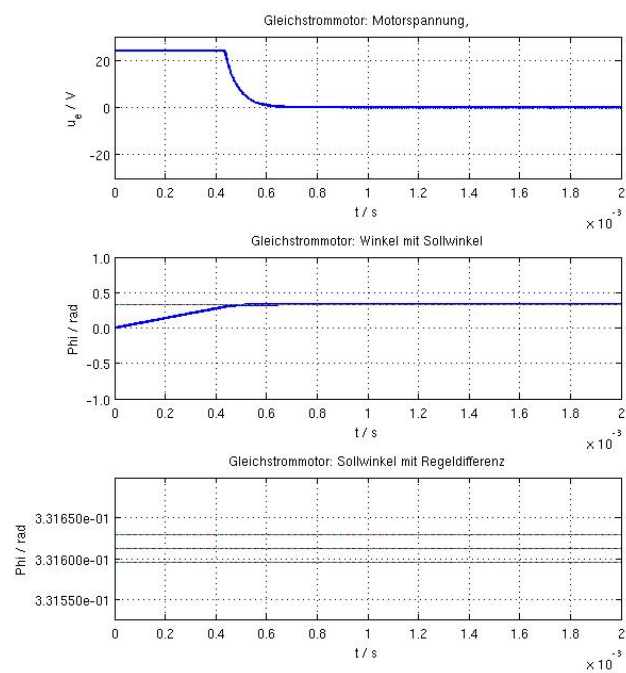 Gleichstrommotor: Motorspannung,
20
0
-20
u_e / V
0 0.2 0.4 0.6 0.8 1 1.2 1.4 1.6 1.8 2
t / s
x 10^-3
Gleichstrommotor: Winkel mit Sollwinkel
1.0
0.5
0.0
-0.5
-1.0
Phi / rad
0 0.2 0.4 0.6 0.8 1 1.2 1.4 1.6 1.8 2
t / s
x 10^-3
Gleichstrommotor: Sollwinkel mit Regeldifferenz
3.31650e-01
3.31600e-01
3.31550e-01
Phi / rad
0 0.2 0.4 0.6 0.8 1 1.2 1.4 1.6 1.8 2
t / s
x 10^-3